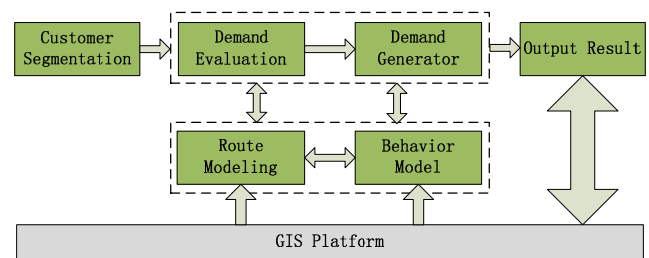 Customer
Segmentation
Demand
Evaluation
Demand
Generator
Output Result
Route
Modeling
Behavior
Model
GIS Platform